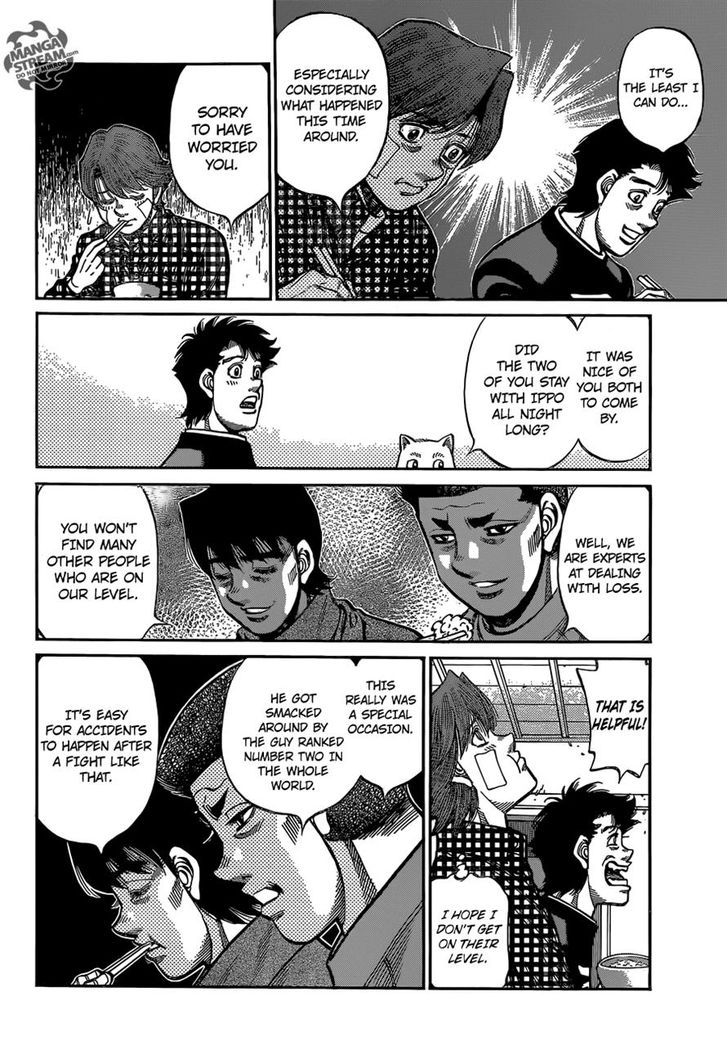 MANGA
STREAM.com
DO NOT MIRROR
IT'S
THE LEAST I
CAN DO...
ESPECIALLY
CONSIDERING
WHAT HAPPENED
THIS TIME
AROUND.
SORRY
TO HAVE
WORRIED
YOU.
IT WAS
NICE OF
YOU BOTH
TO COME
BY.
DID
THE TWO
OF YOU STAY
WITH IPPO
ALL NIGHT
LONG?
WELL, WE
ARE EXPERTS
AT DEALING
WITH LOSS.
YOU WON'T
FIND MANY
OTHER PEOPLE
WHO ARE ON
OUR LEVEL.
THAT IS
HELPFUL!
I HOPE I
DON'T GET
ON THEIR
LEVEL.
THIS
REALLY WAS
A SPECIAL
OCCASION.
HE GOT
SMACKED
AROUND BY
THE GUY RANKED
NUMBER TWO IN
THE WHOLE
WORLD.
IT'S EASY
FOR ACCIDENTS
TO HAPPEN AFTER
A FIGHT LIKE
THAT.